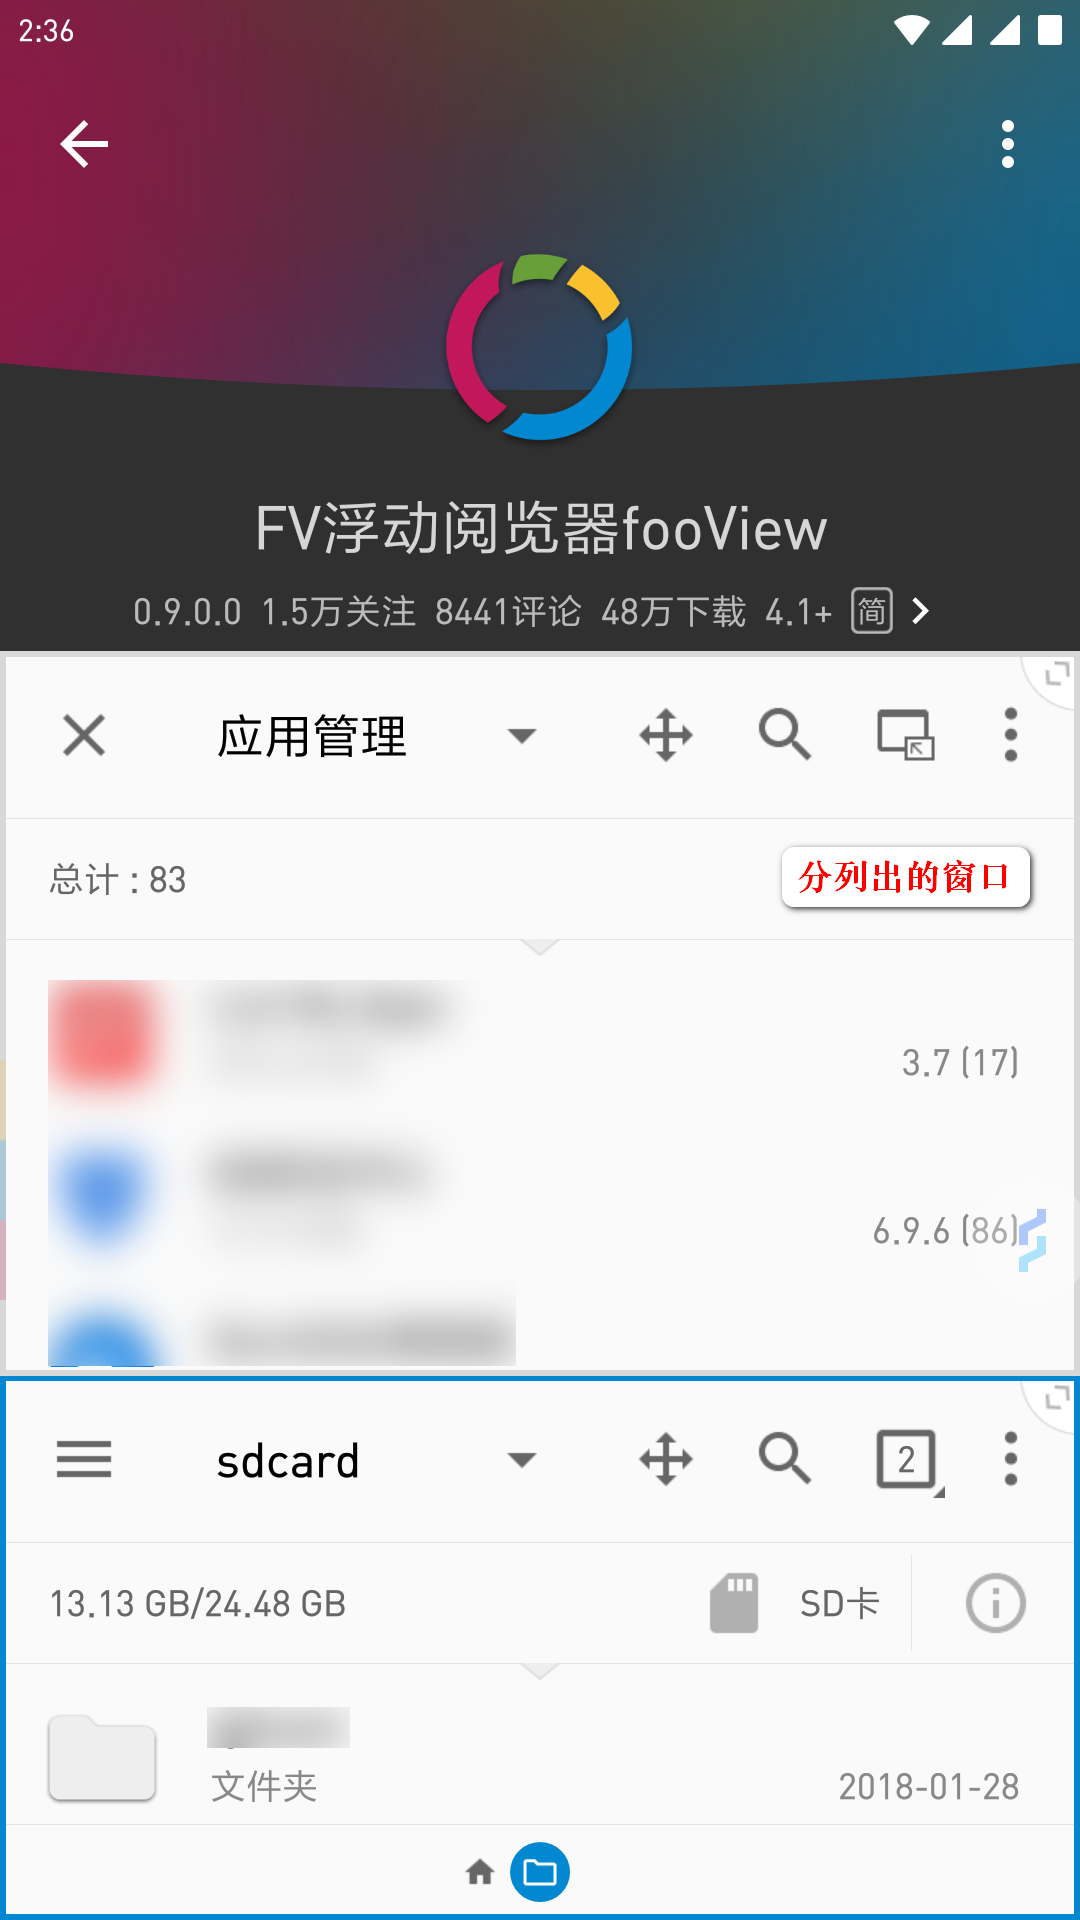 2:36
FV浮动阅览器fooView
0.9.0.0 1.5万关注 8441评论 48万下载 4.1+ 简
应用管理
总计 : 83
分列出的窗口
3.7 (17)
6.9.6 (86)
sdcard
2
13.13 GB/24.48 GB
SD卡
文件夹
2018-01-28